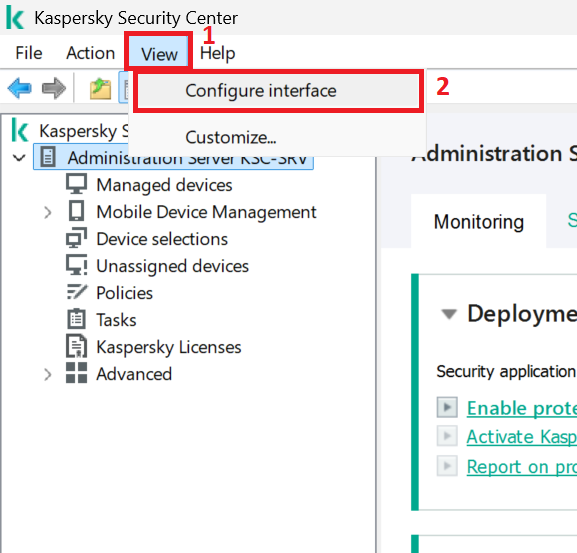 Kaspersky Security Center
File Action View Help
1
Configure interface
2
Customize...
Kaspersky S
Administration Server KSC-SRV
Managed devices
Mobile Device Management
Device selections
Unassigned devices
Policies
Tasks
Kaspersky Licenses
Advanced
Administration S
Monitoring S
Deployme
Security application
Enable prote
Activate Kasp
Report on pro